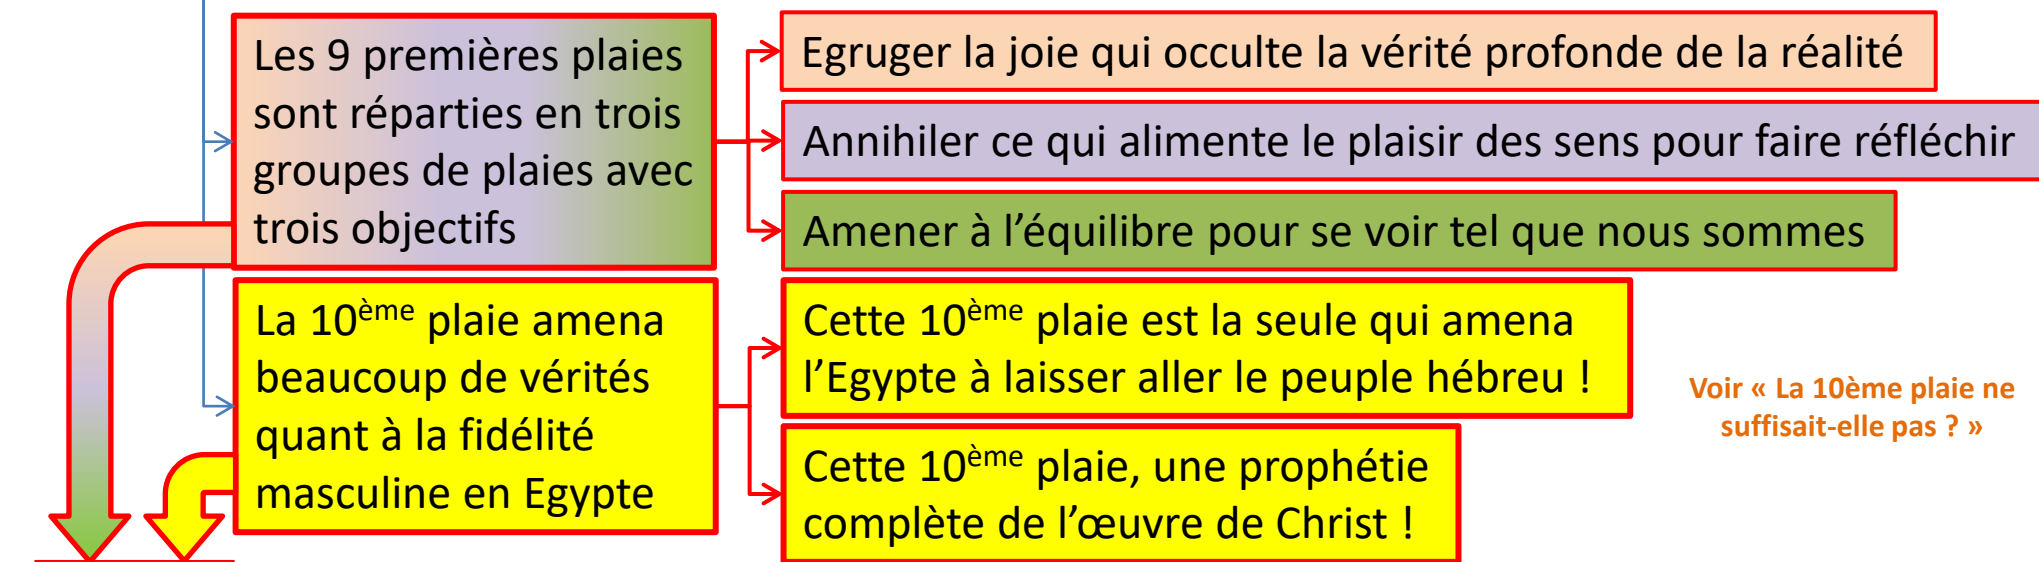 Les 9 premières plaies
sont réparties en trois
groupes de plaies avec
trois objectifs
Egruger la joie qui occulte la vérité profonde de la réalité
Annihiler ce qui alimente le plaisir des sens pour faire réfléchir
Amener à l’équilibre pour se voir tel que nous sommes
La 10ème plaie amena
beaucoup de vérités
quant à la fidélité
masculine en Egypte
Cette 10ème plaie est la seule qui amena
l’Egypte à laisser aller le peuple hébreu !
Cette 10ème plaie, une prophétie
complète de l’œuvre de Christ !
Voir « La 10ème plaie ne
suffisait-elle pas ? »